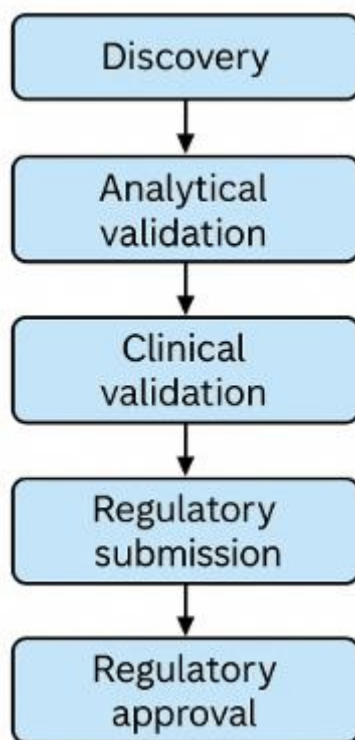 Discovery
Analytical
validation
Clinical
validation
Regulatory
submission
Regulatory
approval